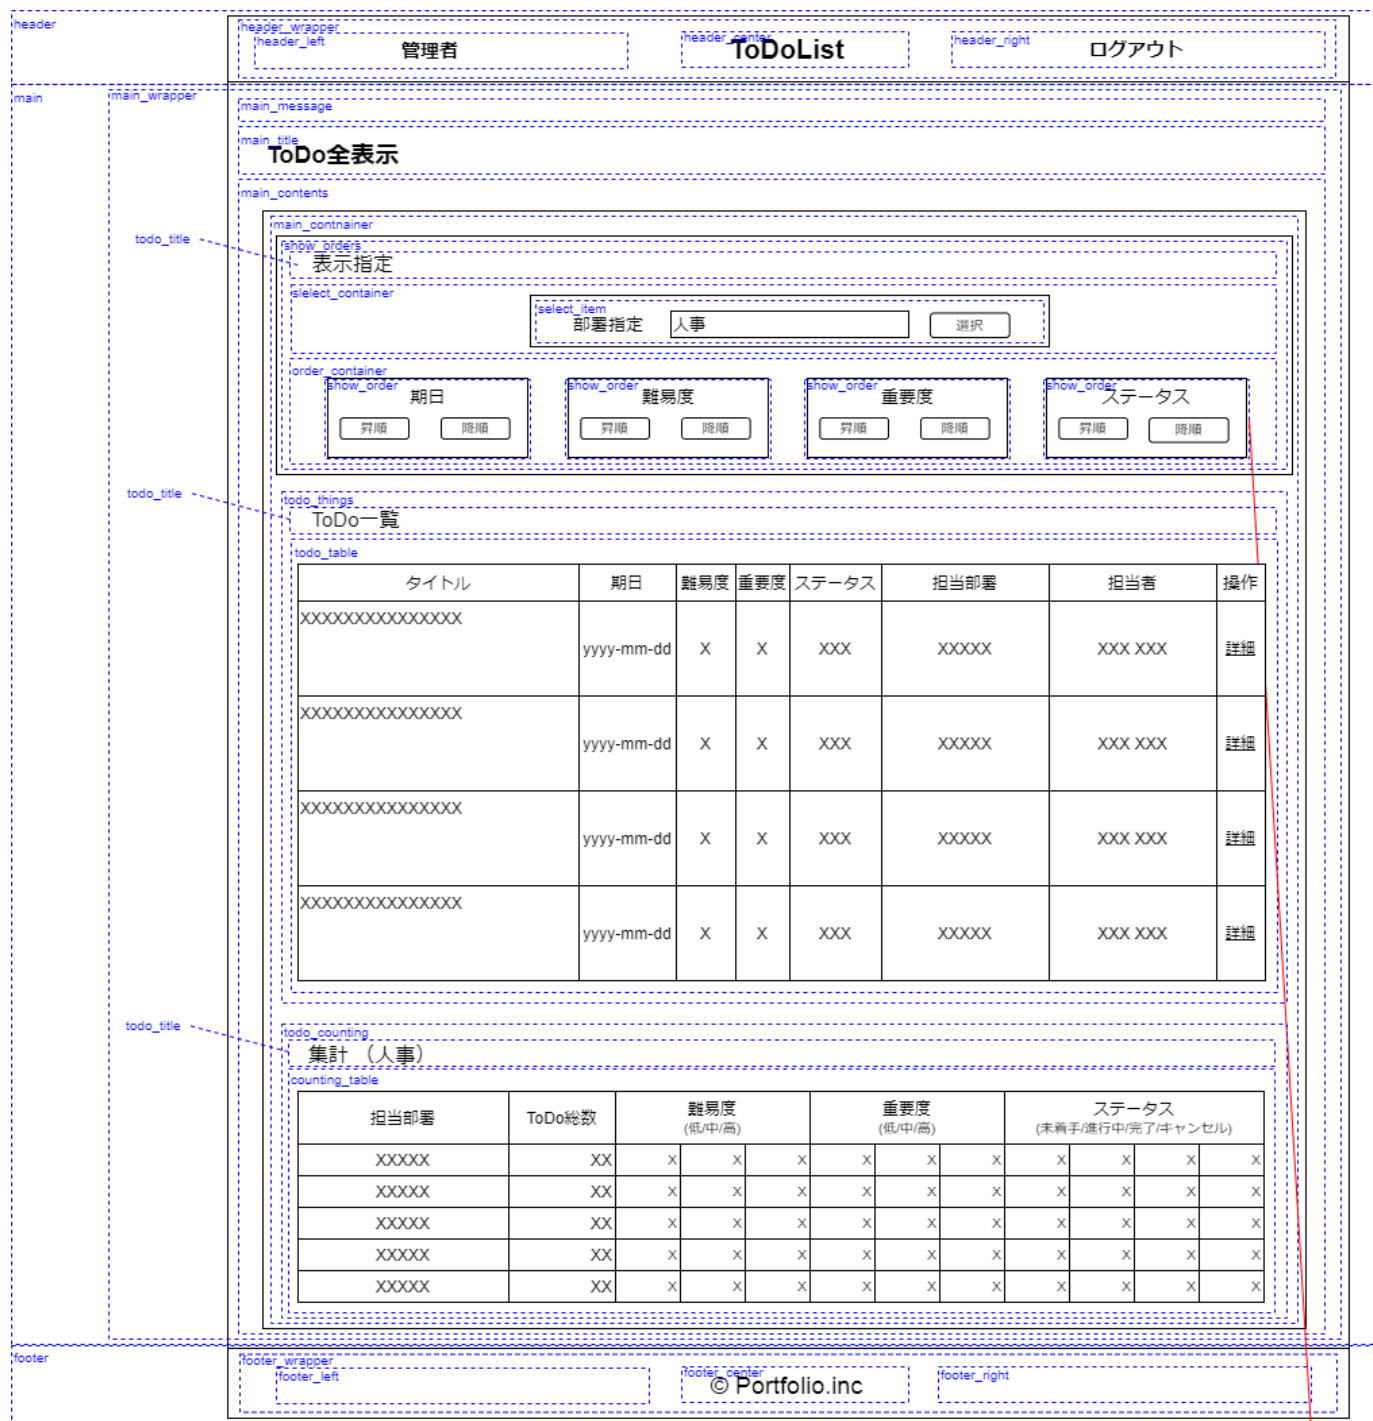 header
header_wrapper
header_left
header_center
header_right
管理者
ToDoList
ログアウト
main
main_wrapper
main_message
main_title
ToDo全表示
main_contents
main_contnainer
todo_title
show_orders
表示指定
slelect_container
select_item
部署指定
人事
選択
order_container
show_order
show_order
show_order
show_order
期日
難易度
重要度
ステータス
昇順 降順
昇順 降順
昇順 降順
昇順 降順
todo_title
todo_things
ToDo一覧
todo_table
タイトル 期日 難易度 重要度 ステータス 担当部署 担当者 操作
XXXXXXXXXXXXXXX
yyyy-mm-dd X X XXX XXXXX XXX XXX 詳細
XXXXXXXXXXXXXXX
yyyy-mm-dd X X XXX XXXXX XXX XXX 詳細
XXXXXXXXXXXXXXX
yyyy-mm-dd X X XXX XXXXX XXX XXX 詳細
XXXXXXXXXXXXXXX
yyyy-mm-dd X X XXX XXXXX XXX XXX 詳細
todo_title
todo_counting
集計 （人事）
counting_table
担当部署
ToDo総数
難易度
(低/中/高)
重要度
(低/中/高)
ステータス
(未着手/進行中/完了/キャンセル)
XXXXX XX X X X X X X X X X X
XXXXX XX X X X X X X X X X X
XXXXX XX X X X X X X X X X X
XXXXX XX X X X X X X X X X X
XXXXX XX X X X X X X X X X X
footer
footer_wrapper
footer_left
footer_center
footer_right
© Portfolio.inc